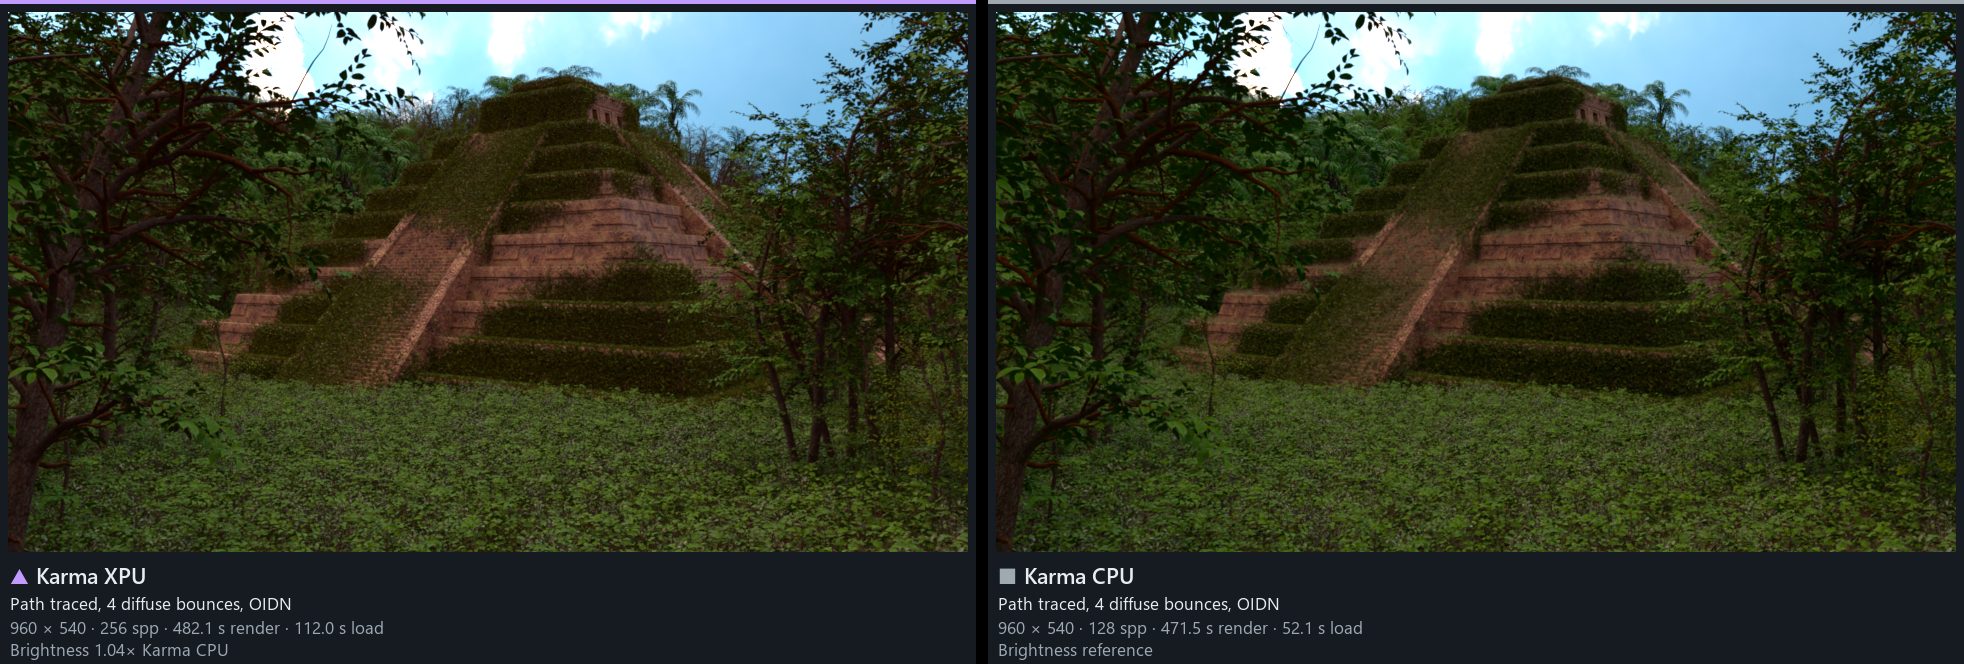 Karma XPU
Path traced, 4 diffuse bounces, OIDN
960 × 540 · 256 spp · 482.1 s render · 112.0 s load
Brightness 1.04× Karma CPU
Karma CPU
Path traced, 4 diffuse bounces, OIDN
960 × 540 · 128 spp · 471.5 s render · 52.1 s load
Brightness reference